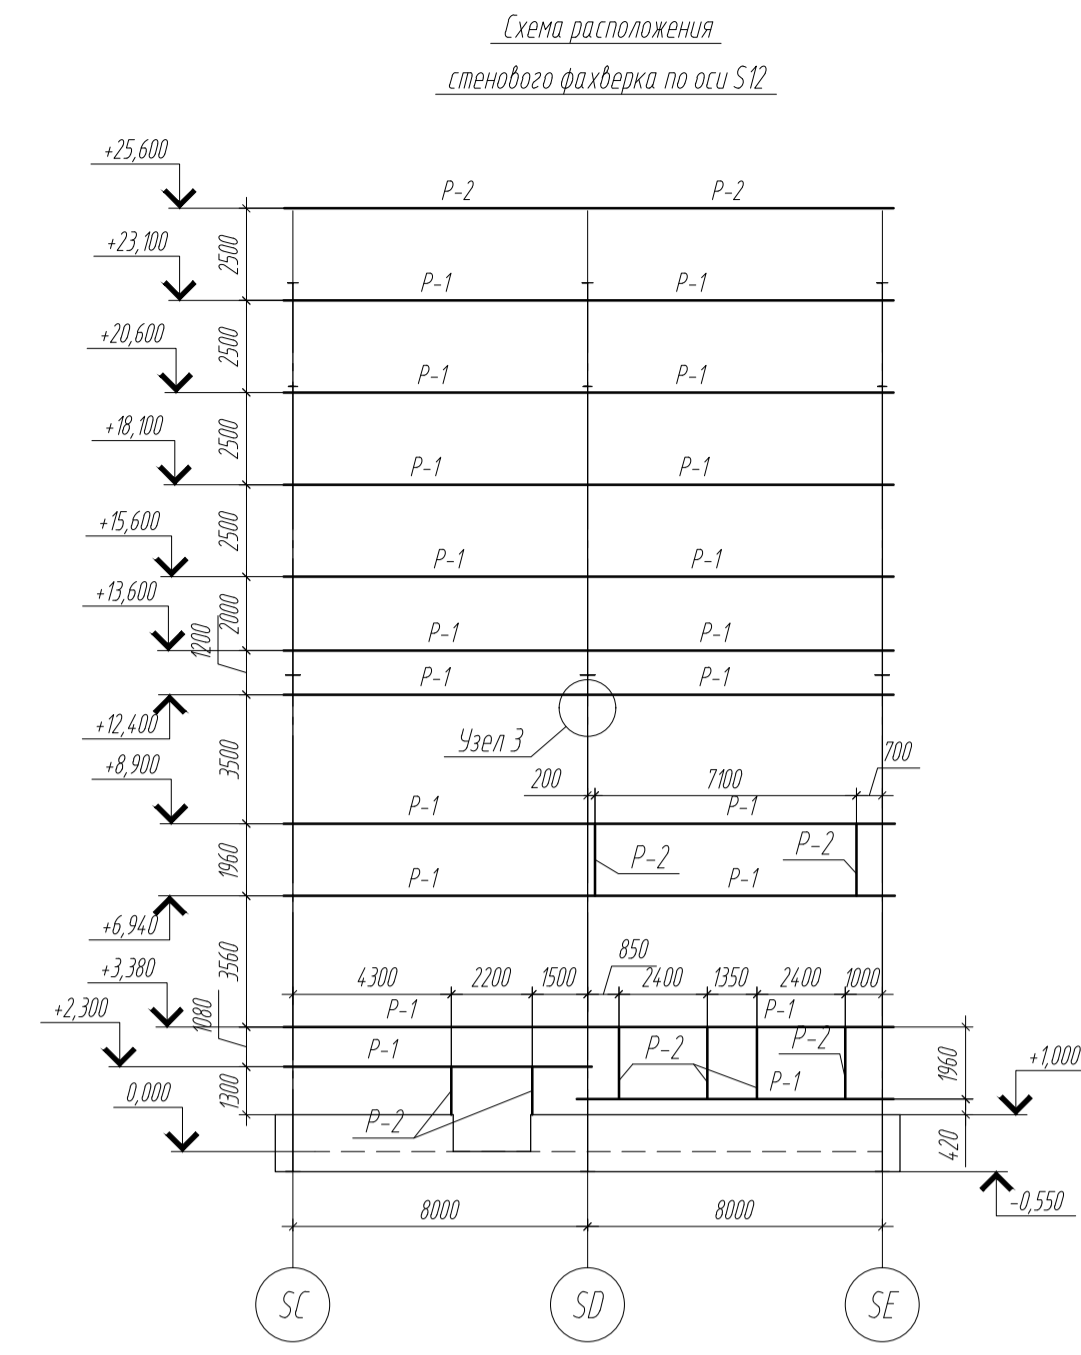 Схема расположения
стенового фахверка по оси S12
+25,600
Р-2 Р-2
2500
+23,100
Р-1 Р-1
2500
+20,600
Р-1 Р-1
2500
+18,100
Р-1 Р-1
2500
+15,600
Р-1 Р-1
2000
+13,600
1200
Р-1 Р-1
Р-1 Р-1
+12,400
Узел 3
3500
+8,900
200 7100 700
Р-1 Р-1
1960
Р-2 Р-2
Р-1 Р-1
+6,940
3560
850
+3,380
4300 2200 1500 2400 1350 2400 1000
Р-1 Р-1
+2,300
1080
Р-1 Р-2 Р-2
1960
+1,000
Р-1
0,000
1300
Р-2
420
-0,550
8000 8000
SC SD SE